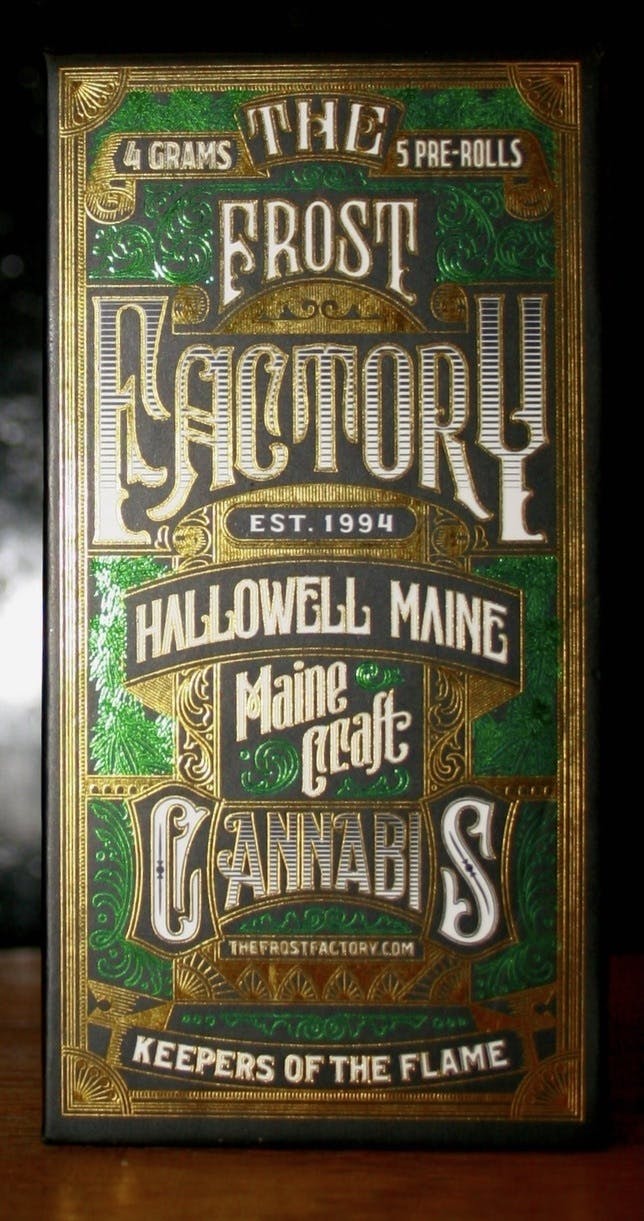 THE
4 GRAMS 5 PRE-ROLLS
FROST
FACTORY
EST. 1994
HALLOWELL MAINE
Maine
Craft
CANNABIS
THEFROSTFACTORY.COM
KEEPERS OF THE FLAME